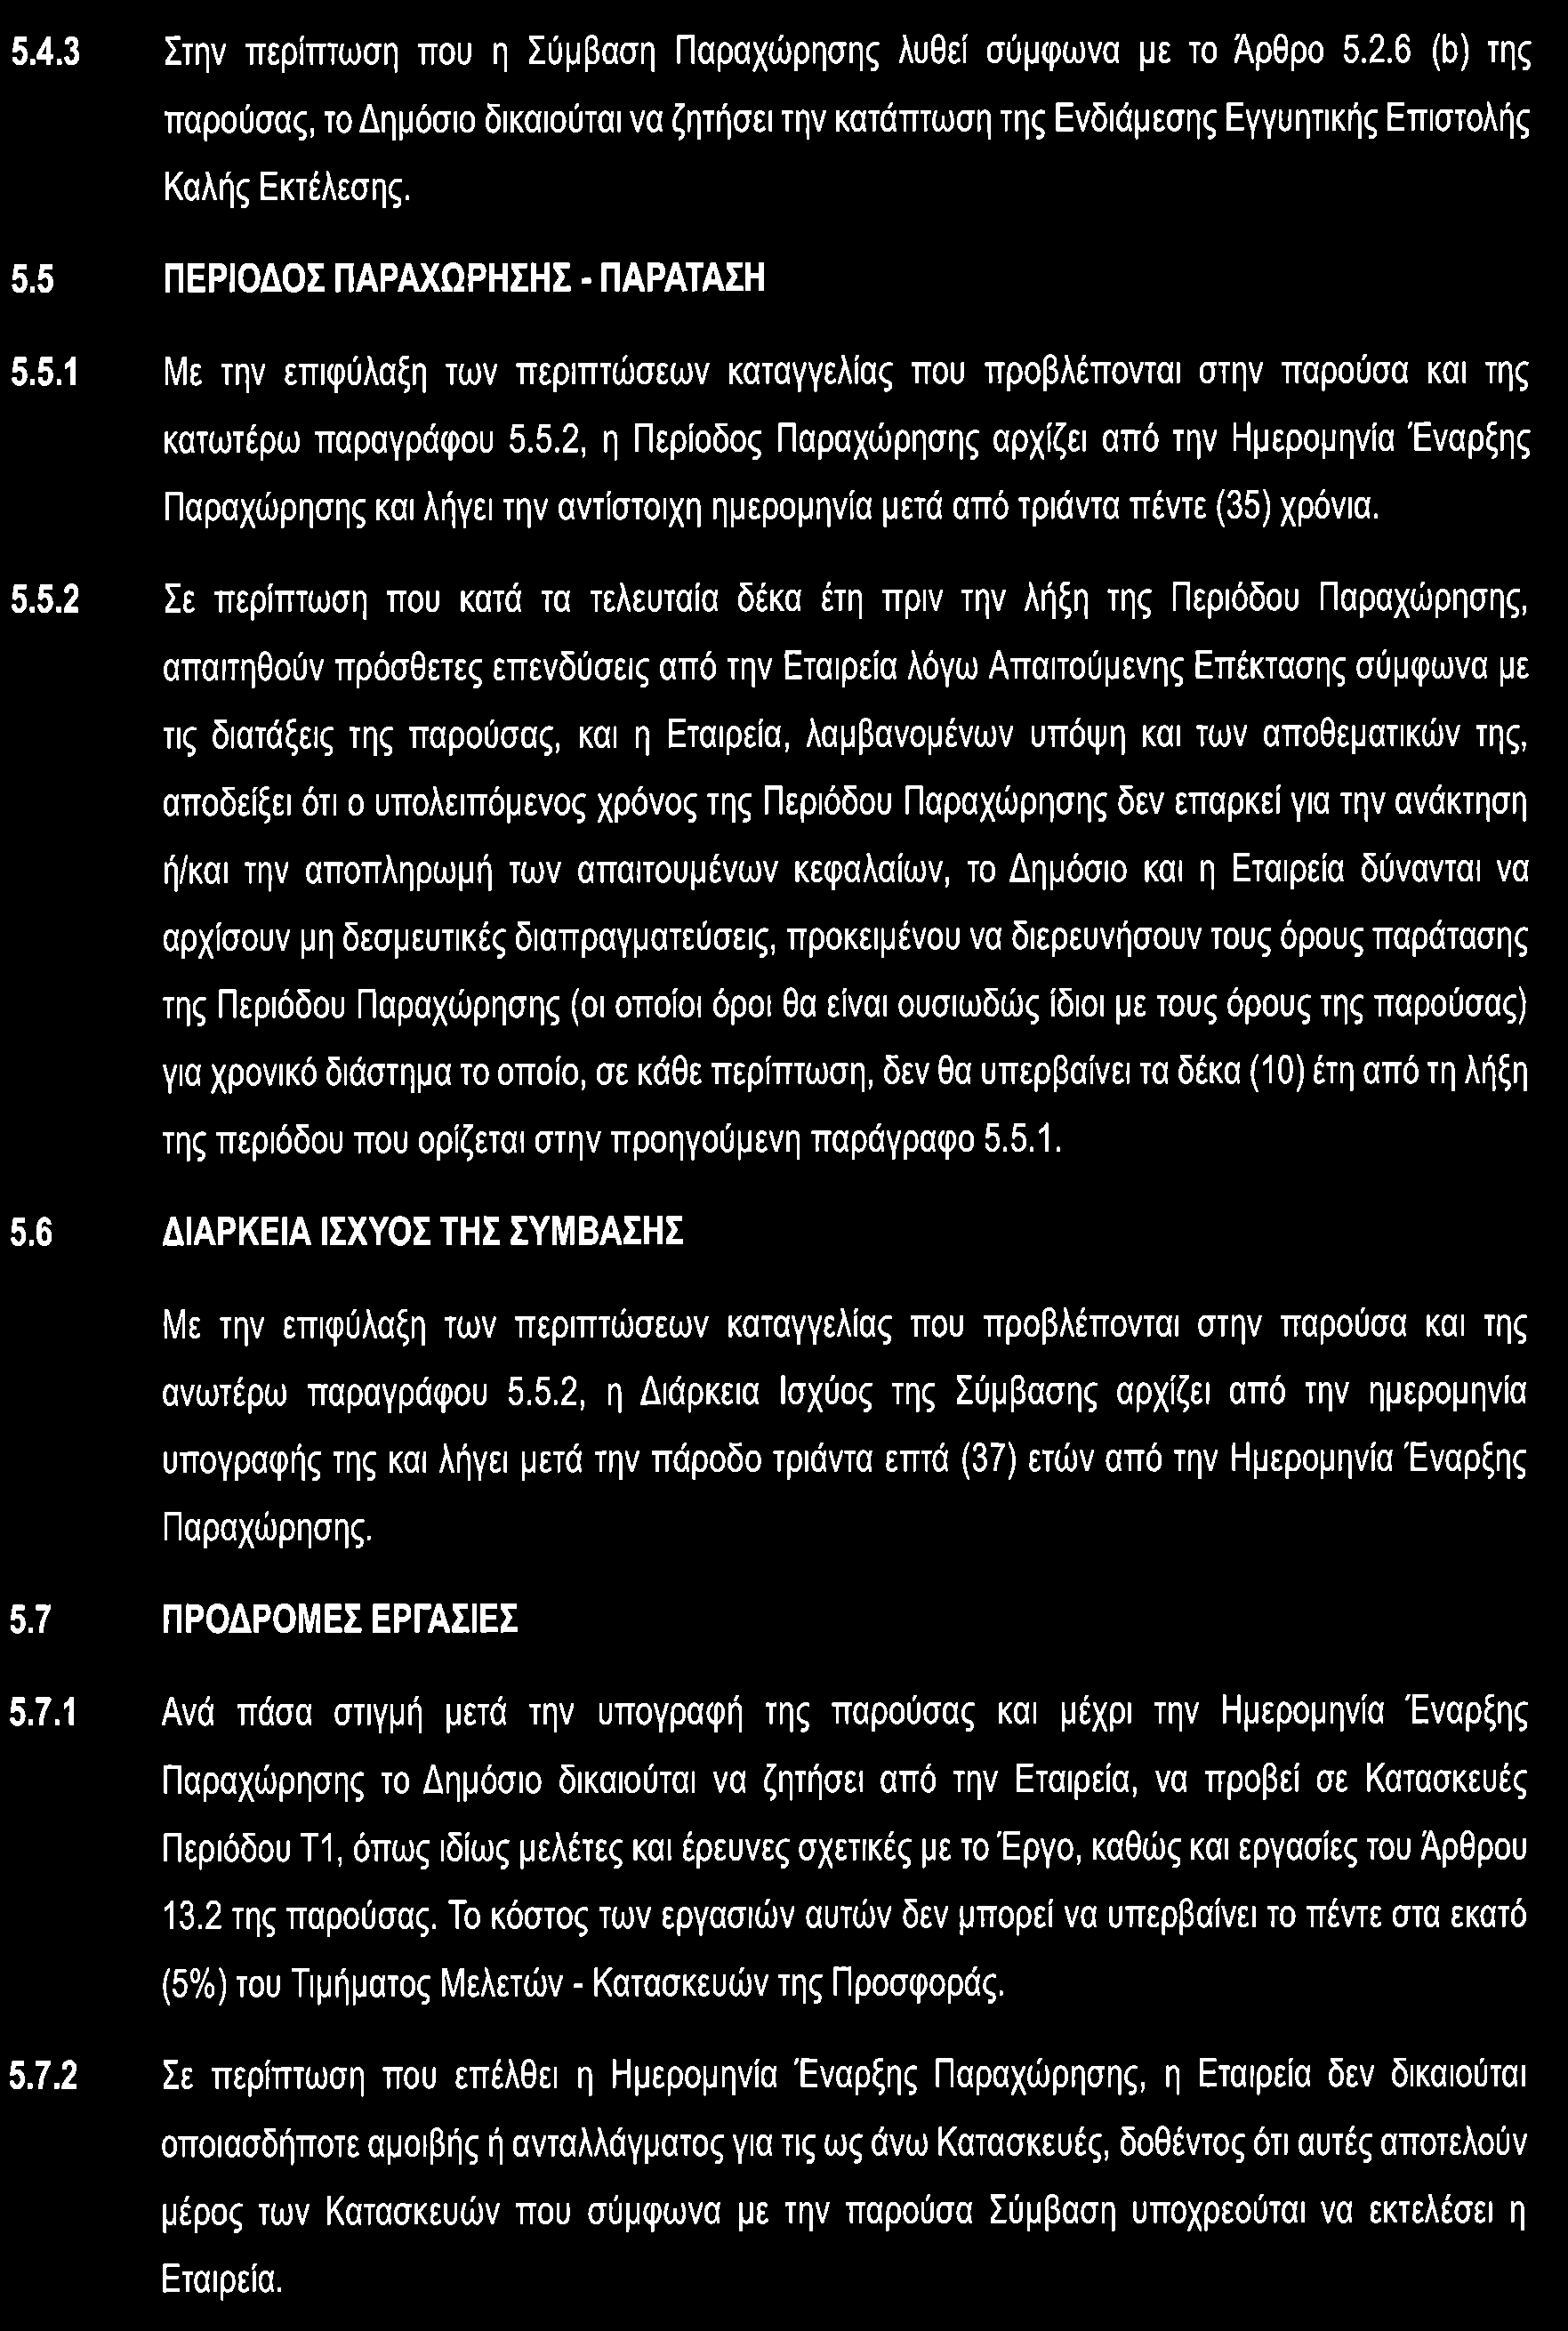 5.4.3 Στην περίπτωση που η Σύμβαση Παραχώρησης λυθεί σύμφωνα με το Άρθρο 5.2.6 (b) της
παρούσας, το Δημόσιο δικαιούται να ζητήσει την κατάπτωση της Ενδιάμεσης Εγγυητικής Επιστολής
Καλής Εκτέλεσης.
5.5 ΠΕΡΙΟΔΟΣ ΠΑΡΑΧΩΡΗΣΗΣ - ΠΑΡΑΤΑΣΗ
5.5.1 Με την επιφύλαξη των περιπτώσεων καταγγελίας που προβλέπονται στην παρούσα και της
κατωτέρω παραγράφου 5.5.2, η Περίοδος Παραχώρησης αρχίζει από την Ημερομηνία Έναρξης
Παραχώρησης και λήγει την αντίστοιχη ημερομηνία μετά από τριάντα πέντε (35) χρόνια.
5.5.2 Σε περίπτωση που κατά τα τελευταία δέκα έτη πριν την λήξη της Περιόδου Παραχώρησης,
απαιτηθούν πρόσθετες επενδύσεις από την Εταιρεία λόγω Απαιτούμενης Επέκτασης σύμφωνα με
τις διατάξεις της παρούσας, και η Εταιρεία, λαμβανομένων υπόψη και των αποθεματικών της,
αποδείξει ότι ο υπολειπόμενος χρόνος της Περιόδου Παραχώρησης δεν επαρκεί για την ανάκτηση
ή/και την αποπληρωμή των απαιτουμένων κεφαλαίων, το Δημόσιο και η Εταιρεία δύνανται να
αρχίσουν μη δεσμευτικές διαπραγματεύσεις, προκειμένου να διερευνήσουν τους όρους παράτασης
της Περιόδου Παραχώρησης (οι οποίοι όροι θα είναι ουσιωδώς ίδιοι με τους όρους της παρούσας)
για χρονικό διάστημα το οποίο, σε κάθε περίπτωση, δεν θα υπερβαίνει τα δέκα (10) έτη από τη λήξη
της περιόδου που ορίζεται στην προηγούμενη παράγραφο 5.5.1.
5.6 ΔΙΑΡΚΕΙΑ ΙΣΧΥΟΣ ΤΗΣ ΣΥΜΒΑΣΗΣ
Με την επιφύλαξη των περιπτώσεων καταγγελίας που προβλέπονται στην παρούσα και της
ανωτέρω παραγράφου 5.5.2, η Διάρκεια Ισχύος της Σύμβασης αρχίζει από την ημερομηνία
υπογραφής της και λήγει μετά την πάροδο τριάντα επτά (37) ετών από την Ημερομηνία Έναρξης
Παραχώρησης.
5.7 ΠΡΟΔΡΟΜΕΣ ΕΡΓΑΣΙΕΣ
5.7.1 Ανά πάσα στιγμή μετά την υπογραφή της παρούσας και μέχρι την Ημερομηνία Έναρξης
Παραχώρησης το Δημόσιο δικαιούται να ζητήσει από την Εταιρεία, να προβεί σε Κατασκευές
Περιόδου Τ1, όπως ιδίως μελέτες και έρευνες σχετικές με το Έργο, καθώς και εργασίες του Άρθρου
13.2 της παρούσας. Το κόστος των εργασιών αυτών δεν μπορεί να υπερβαίνει το πέντε στα εκατό
(5%) του Τιμήματος Μελετών - Κατασκευών της Προσφοράς.
5.7.2 Σε περίπτωση που επέλθει η Ημερομηνία Έναρξης Παραχώρησης, η Εταιρεία δεν δικαιούται
οποιασδήποτε αμοιβής ή ανταλλάγματος για τις ως άνω Κατασκευές, δοθέντος ότι αυτές αποτελούν
μέρος των Κατασκευών που σύμφωνα με την παρούσα Σύμβαση υποχρεούται να εκτελέσει η
Εταιρεία.